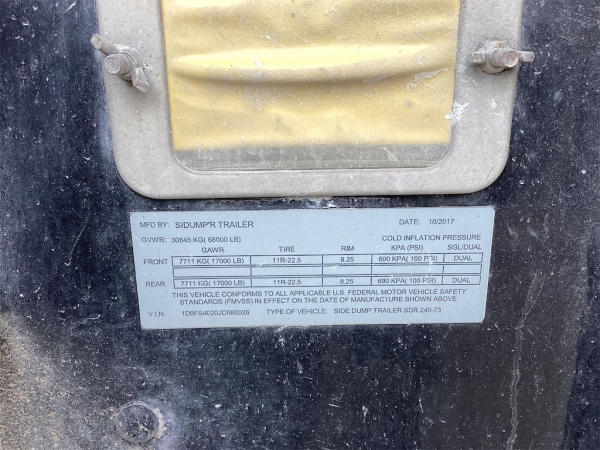 MFD BY: SIDUMP'R TRAILER DATE: 10/2017
GVWR: 30845 KG( 68000 LB) COLD INFLATION PRESSURE
GAWR TIRE RIM KPA (PSI) SGL/DUAL
FRONT 7711 KG( 17000 LB) 11R-22.5 8.25 690 KPA( 100 PSI) DUAL
REAR 7711 KG( 17000 LB) 11R-22.5 8.25 690 KPA( 100 PSI) DUAL
THIS VEHICLE CONFORMS TO ALL APPLICABLE U.S. FEDERAL MOTOR VEHICLE SAFETY
STANDARDS (FMVSS) IN EFFECT ON THE DATE OF MANUFACTURE SHOWN ABOVE.
V.I.N. 1D9FS4020JC688026 TYPE OF VEHICLE: SIDE DUMP TRAILER SDR 240-73